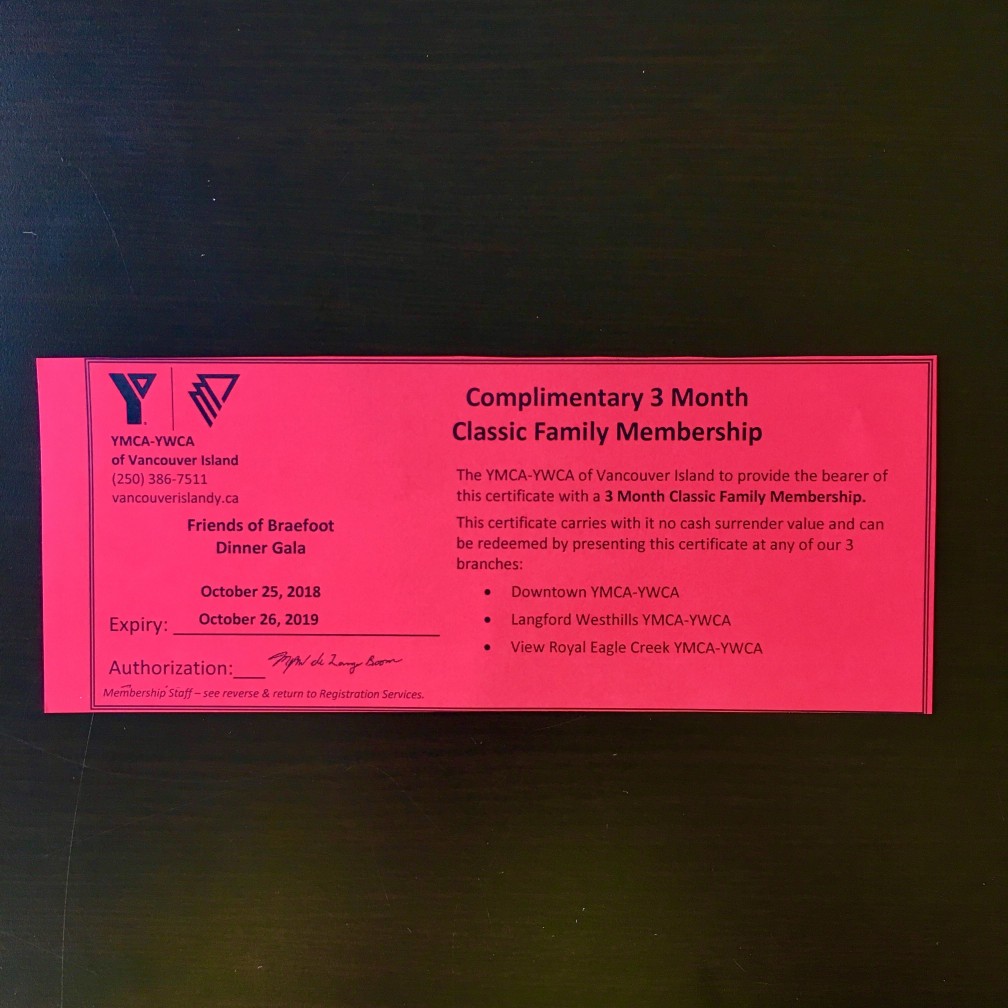 Y
YMCA-YWCA
of Vancouver Island
(250) 386-7511
vancouverislandy.ca
Friends of Braefoot
Dinner Gala
October 25, 2018
Expiry: October 26, 2019
Authorization:
Membership Staff – see reverse & return to Registration Services.
Complimentary 3 Month
Classic Family Membership
The YMCA-YWCA of Vancouver Island to provide the bearer of
this certificate with a 3 Month Classic Family Membership.
This certificate carries with it no cash surrender value and can
be redeemed by presenting this certificate at any of our 3
branches:
• Downtown YMCA-YWCA
• Langford Westhills YMCA-YWCA
• View Royal Eagle Creek YMCA-YWCA